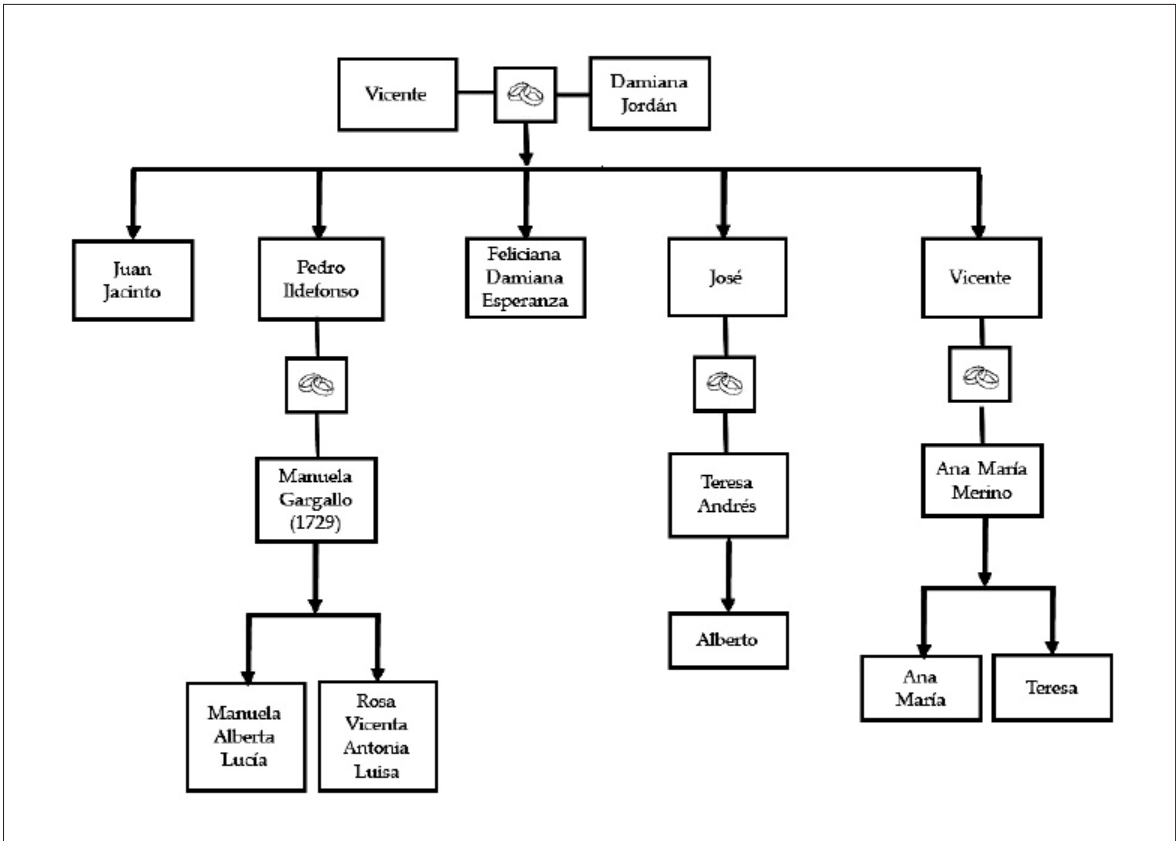 Vicente
Damiana
Jordán
Juan
Jacinto
Pedro
Ildefonso
Feliciana
Damiana
Esperanza
José
Vicente
Manuela
Gargallo
(1729)
Teresa
Andrés
Ana María
Merino
Manuela
Alberta
Lucía
Rosa
Vicenta
Antonia
Luisa
Alberto
Ana
María
Teresa